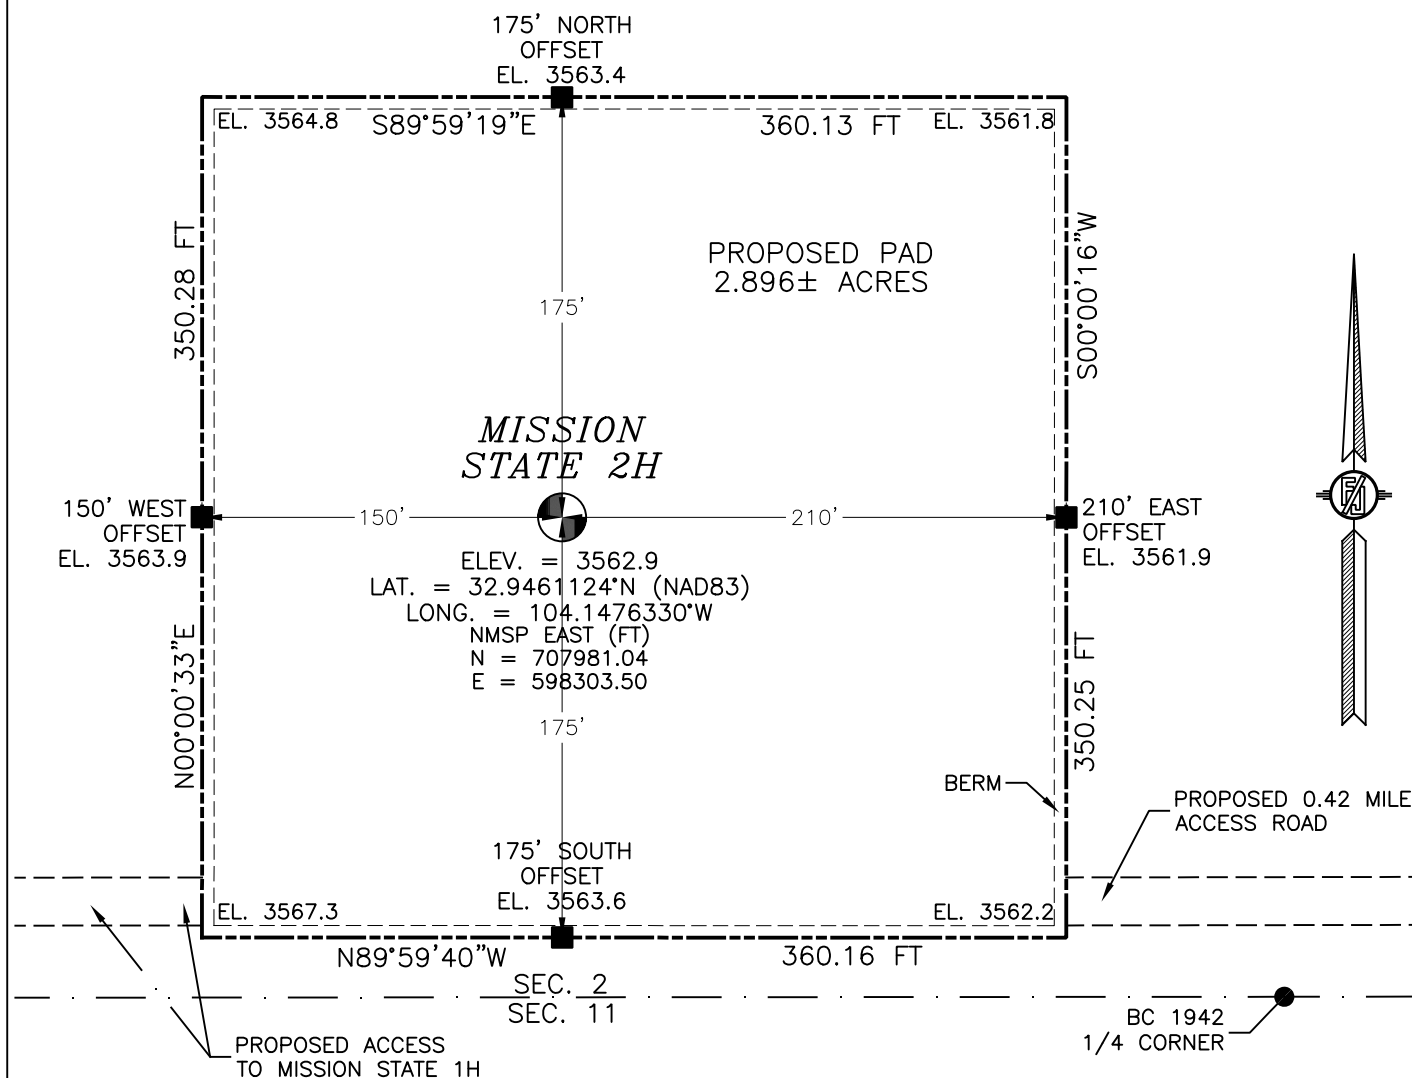 175' NORTH
OFFSET
EL. 3563.4
EL. 3564.8
S89°59'19"E
360.13 FT
EL. 3561.8
350.28 FT
PROPOSED PAD
2.896± ACRES
S00°00'16"W
175'
MISSION
STATE 2H
150' WEST
OFFSET
EL. 3563.9
150'
210'
210' EAST
OFFSET
EL. 3561.9
FJ
ELEV. = 3562.9
LAT. = 32.9461124°N (NAD83)
LONG. = 104.1476330°W
NMSP EAST (FT)
N = 707981.04
E = 598303.50
N00°00'33"E
350.25 FT
175'
BERM
PROPOSED 0.42 MILE
ACCESS ROAD
175' SOUTH
OFFSET
EL. 3563.6
EL. 3567.3
EL. 3562.2
N89°59'40"W
360.16 FT
SEC. 2
SEC. 11
BC 1942
1/4 CORNER
PROPOSED ACCESS
TO MISSION STATE 1H